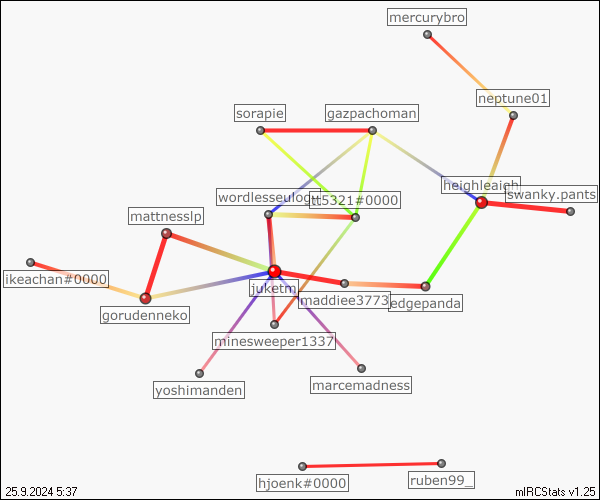 mercurybro
neptune01
sorapie
gazpachoman
heighleaigh
swanky.pants
wordlesseulogy
tt5321#0000
mattnesslp
ikeachan#0000
juketm
maddiee3773
edgepanda
gorudenneko
minesweeper1337
yoshimanden
marcemadness
hjoenk#0000
ruben99_
25.9.2024 5:37
mIRCStats v1.25